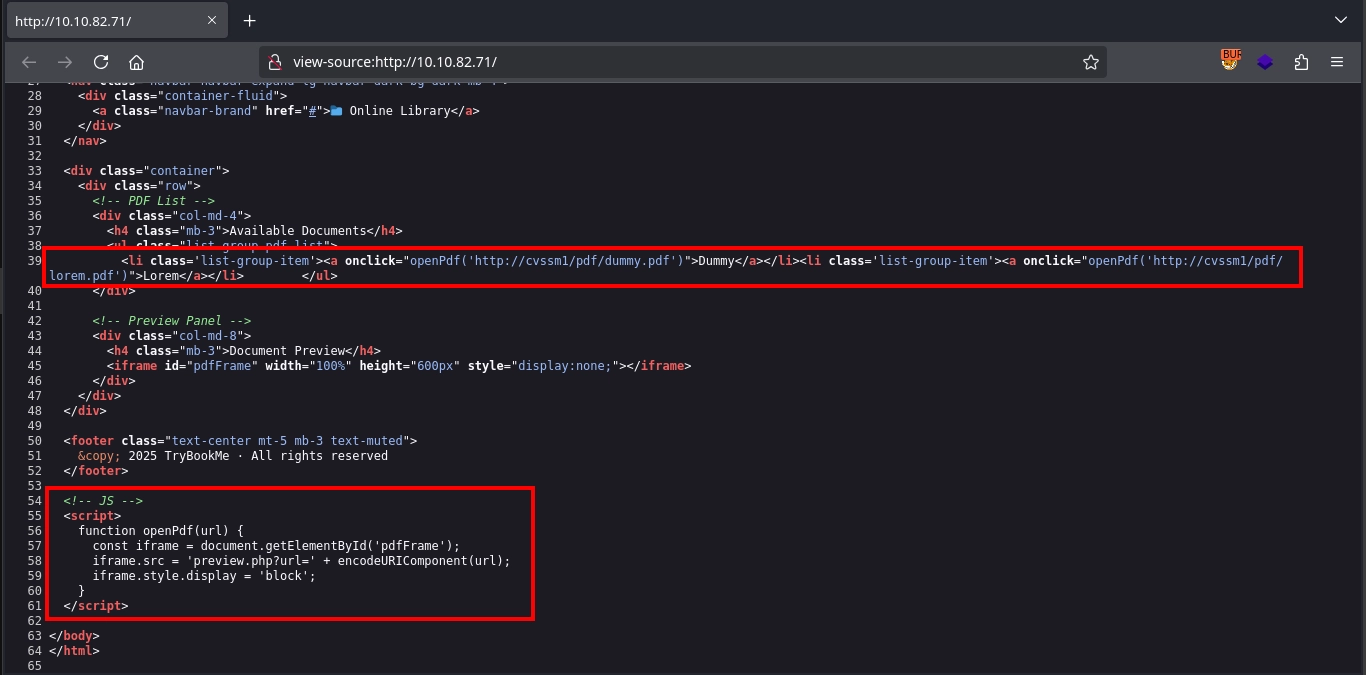 http://10.10.82.71/
view-source:http://10.10.82.71/
BUR
28 <div class="container-fluid">
29 <a class="navbar-brand" href="#">📁 Online Library</a>
30 </div>
31 </nav>
32
33 <div class="container">
34 <div class="row">
35 <!-- PDF List -->
36 <div class="col-md-4">
37 <h4 class="mb-3">Available Documents</h4>
38 <ul class="list-group pdf-list">
39 <li class='list-group-item'><a onclick="openPdf('http://cvssm1/pdf/dummy.pdf')">Dummy</a></li><li class='list-group-item'><a onclick="openPdf('http://cvssm1/pdf/
lorem.pdf')">Lorem</a></li> </ul>
40 </div>
41
42 <!-- Preview Panel -->
43 <div class="col-md-8">
44 <h4 class="mb-3">Document Preview</h4>
45 <iframe id="pdfFrame" width="100%" height="600px" style="display:none;"></iframe>
46 </div>
47 </div>
48 </div>
49
50 <footer class="text-center mt-5 mb-3 text-muted">
51 &copy; 2025 TryBookMe · All rights reserved
52 </footer>
53
54 <!-- JS -->
55 <script>
56 function openPdf(url) {
57 const iframe = document.getElementById('pdfFrame');
58 iframe.src = 'preview.php?url=' + encodeURIComponent(url);
59 iframe.style.display = 'block';
60 }
61 </script>
62
63 </body>
64 </html>
65